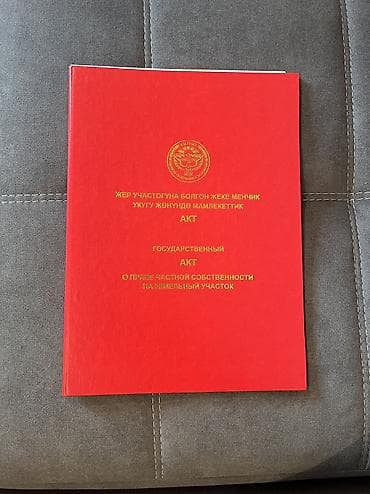 ЖЕР УЧАСТОГУНА БОЛГОН ЖЕКЕ МЕНЧИК
УКУГУ ЖӨНҮНДӨ МАМЛЕКЕТТИК
АКТ
ГОСУДАРСТВЕННЫЙ
АКТ
О ПРАВЕ ЧАСТНОЙ СОБСТВЕННОСТИ
НА ЗЕМЕЛЬНЫЙ УЧАСТОК